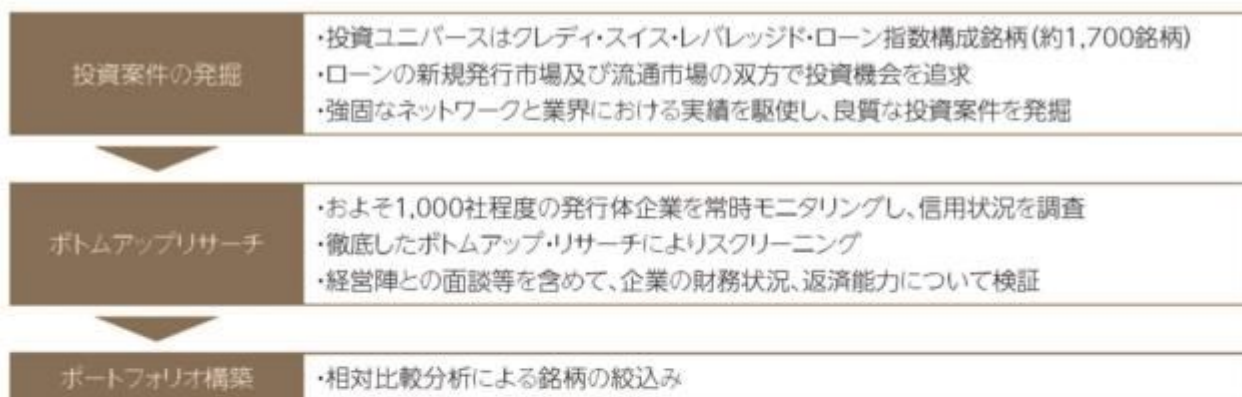 投資案件の発掘
・投資ユニバースはクレディ・スイス・レバレッジド・ローン指数構成銘柄(約1,700銘柄)
・ローンの新規発行市場及び流通市場の双方で投資機会を追求
・強固なネットワークと業界における実績を駆使し、良質な投資案件を発掘
ボトムアップリサーチ
・およそ1,000社程度の発行体企業を常時モニタリングし、信用状況を調査
・徹底したボトムアップ・リサーチによりスクリーニング
・経営陣との面談等を含めて、企業の財務状況、返済能力について検証
ポートフォリオ構築
・相対比較分析による銘柄の絞込み